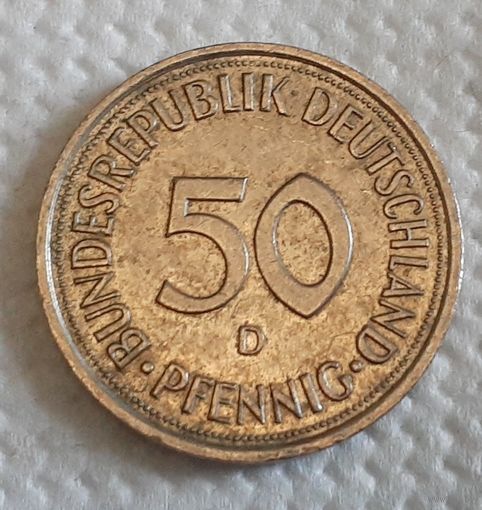 · BUNDESREPUBLIK DEUTSCHLAND ·
50
D
PFENNIG